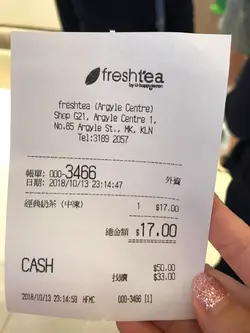 freshtea
freshtea (Argyle Centre)
Shop G21, Argyle Centre 1,
No.65 Argyle St., MK, KLN
Tel:3189 2057
帳單: 000-3466 外賣
日期: 2018/10/13 23:14:47
經典奶茶 (中凍) 1 $17.00
總金額 $17.00
CASH $50.00
找續 $33.00
2018/10/13 23:14:59 HFMC 000-3466 [1]